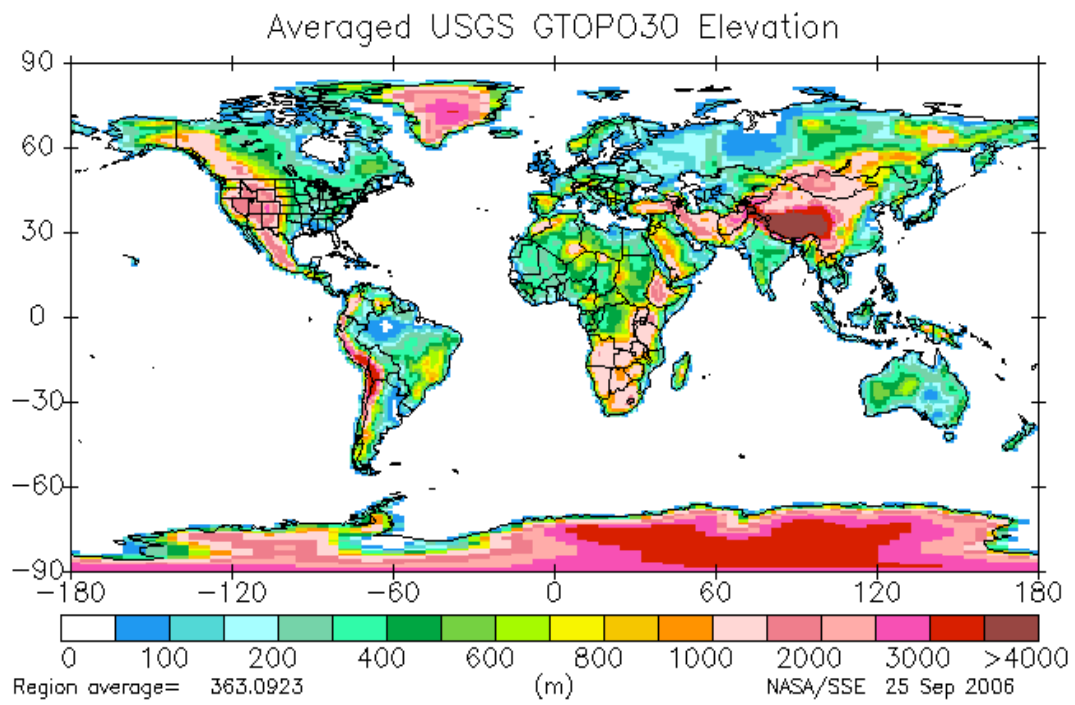 Averaged USGS GTOPO30 Elevation
90
60
30
0
−30
−60
−90
−180 −120 −60 0 60 120 180
0 100 200 400 600 800 1000 2000 3000 >4000
Region average= 363.0923 (m) NASA/SSE 25 Sep 2006